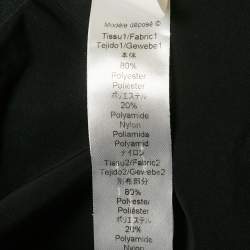 Modèle déposé ©
Tissu1/Fabric1
Tejido1/Gewebe1
本体
80%
Polyester
Poliéster
ポリエステル
20%
Polyamide
Nylon
Poliamida
Polyamid
ナイロン
Tissu2/Fabric2
Tejido2/Gewebe2
別布部分
80%
Polyester
Poliéster
ポリエステル
20%
Polyamide
Nylon